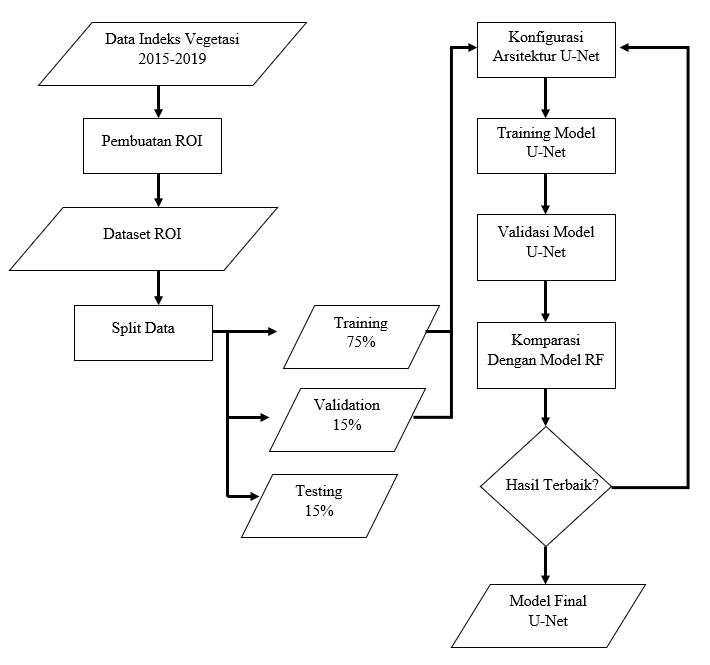 Data Indeks Vegetasi
2015-2019
Pembuatan ROI
Dataset ROI
Split Data
Training
75%
Validation
15%
Testing
15%
Konfigurasi
Arsitektur U-Net
Training Model
U-Net
Validasi Model
U-Net
Komparasi
Dengan Model RF
Hasil Terbaik?
Model Final
U-Net